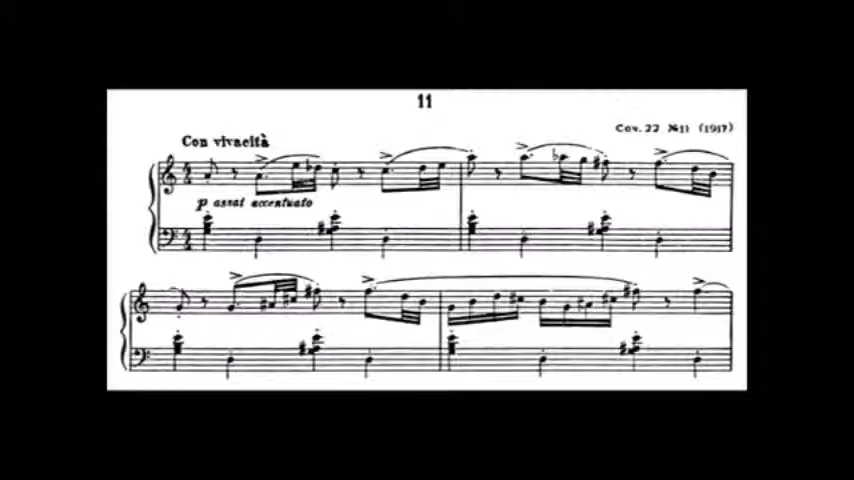 11
Соч. 22 №11 (1917)
Con vivacità
p assai accentuato